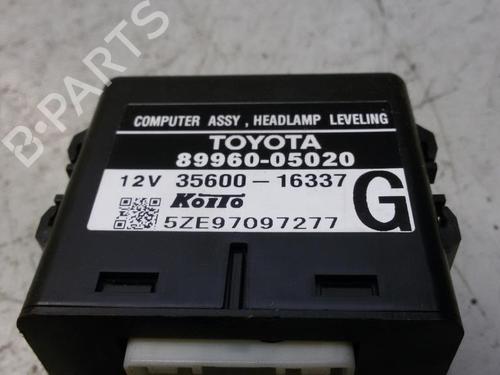 B-PARTS
COMPUTER ASSY , HEADLAMP LEVELING
TOYOTA
89960-05020
12V 35600-16337 G
KOITO
5ZE97097277